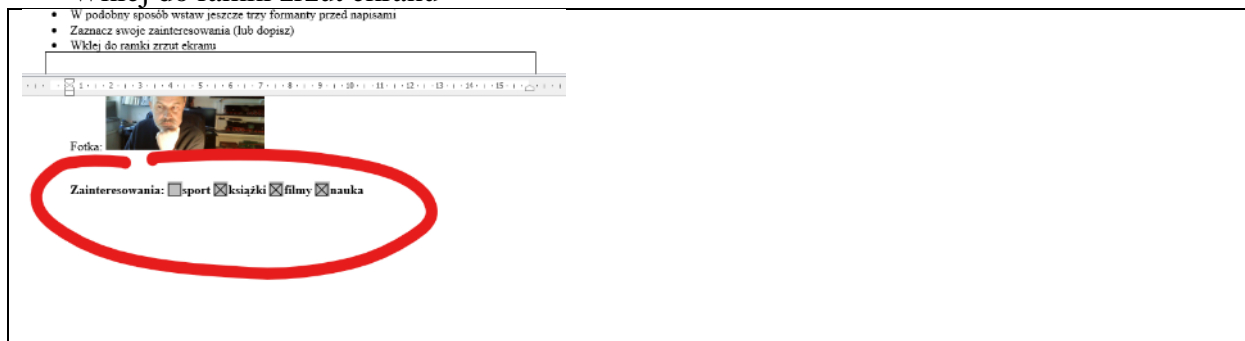 • W podobny sposób wstaw jeszcze trzy formanty przed napisami
• Zaznacz swoje zainteresowania (lub dopisz)
• Wklej do ramki zrzut ekranu
1 2 3 4 5 6 7 8 9 10 11 12 13 14 15
Fotka:
Zainteresowania: ☐sport ☒książki ☒filmy ☒nauka